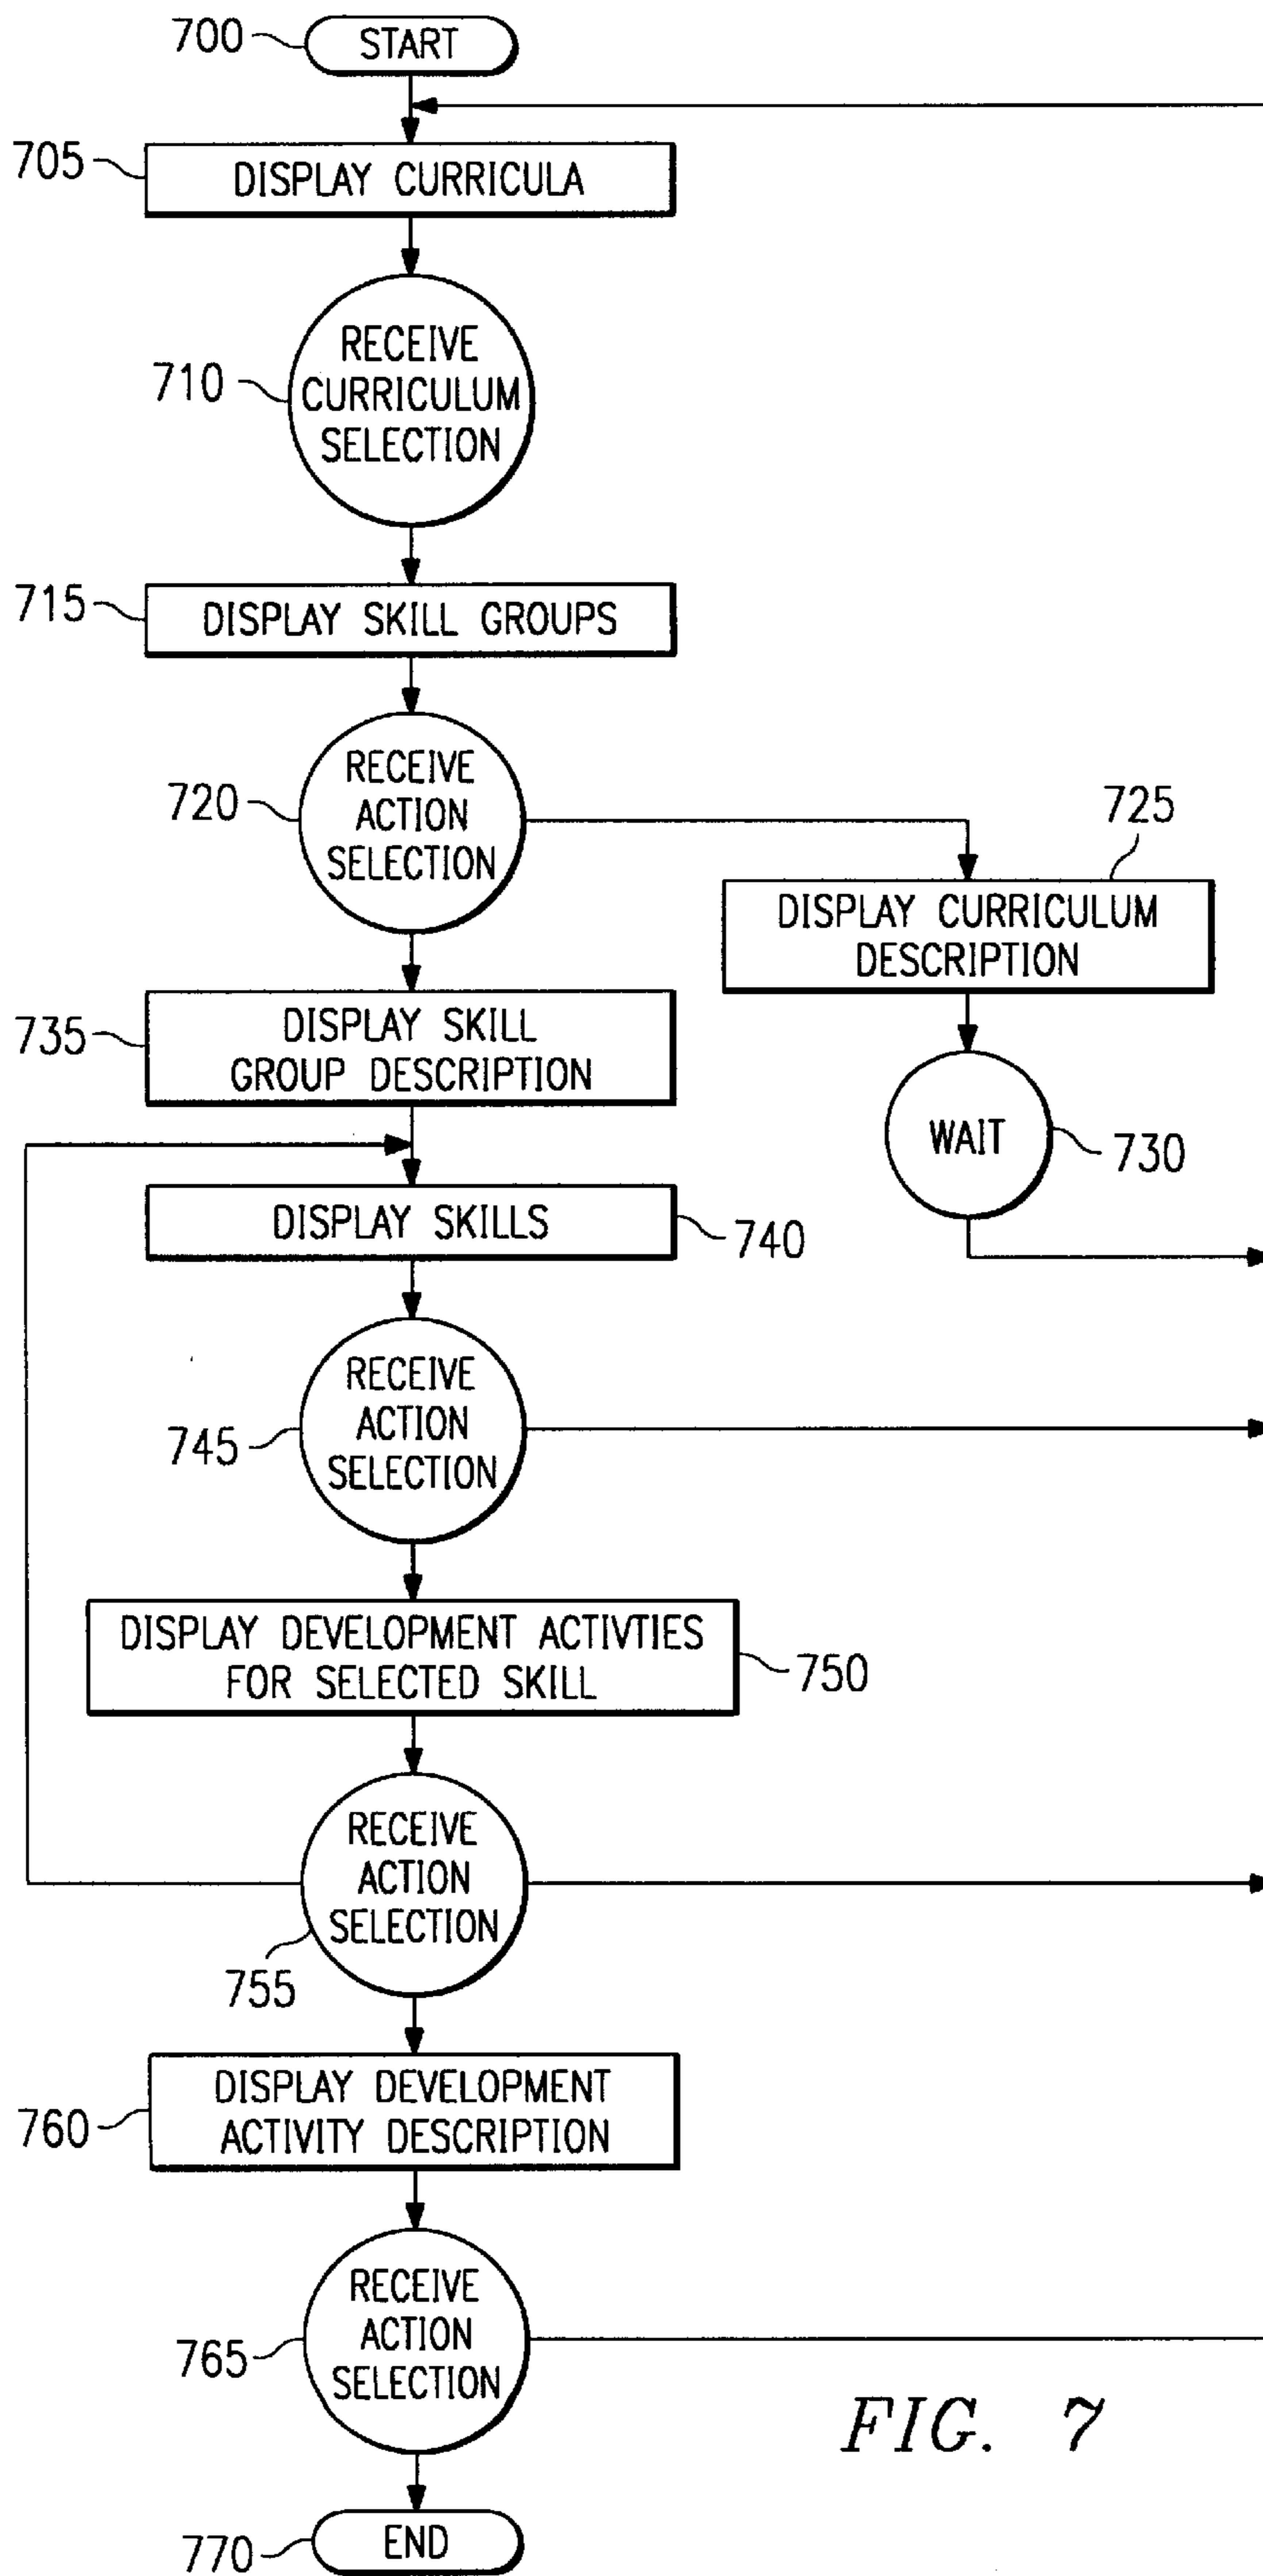 700
START
705
DISPLAY CURRICULA
710
RECEIVE
CURRICULUM
SELECTION
715
DISPLAY SKILL GROUPS
720
RECEIVE
ACTION
SELECTION
725
DISPLAY CURRICULUM
DESCRIPTION
735
DISPLAY SKILL
GROUP DESCRIPTION
WAIT
730
DISPLAY SKILLS
740
745
RECEIVE
ACTION
SELECTION
DISPLAY DEVELOPMENT ACTIVTIES
FOR SELECTED SKILL
750
RECEIVE
ACTION
SELECTION
755
760
DISPLAY DEVELOPMENT
ACTIVITY DESCRIPTION
765
RECEIVE
ACTION
SELECTION
FIG. 7
770
END